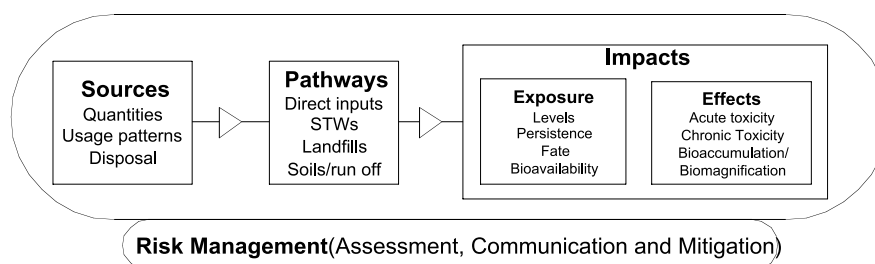 Sources
Quantities
Usage patterns
Disposal
Pathways
Direct inputs
STWs
Landfills
Soils/run off
Impacts
Exposure
Levels
Persistence
Fate
Bioavailability
Effects
Acute toxicity
Chronic Toxicity
Bioaccumulation/
Biomagnification
Risk Management(Assessment, Communication and Mitigation)